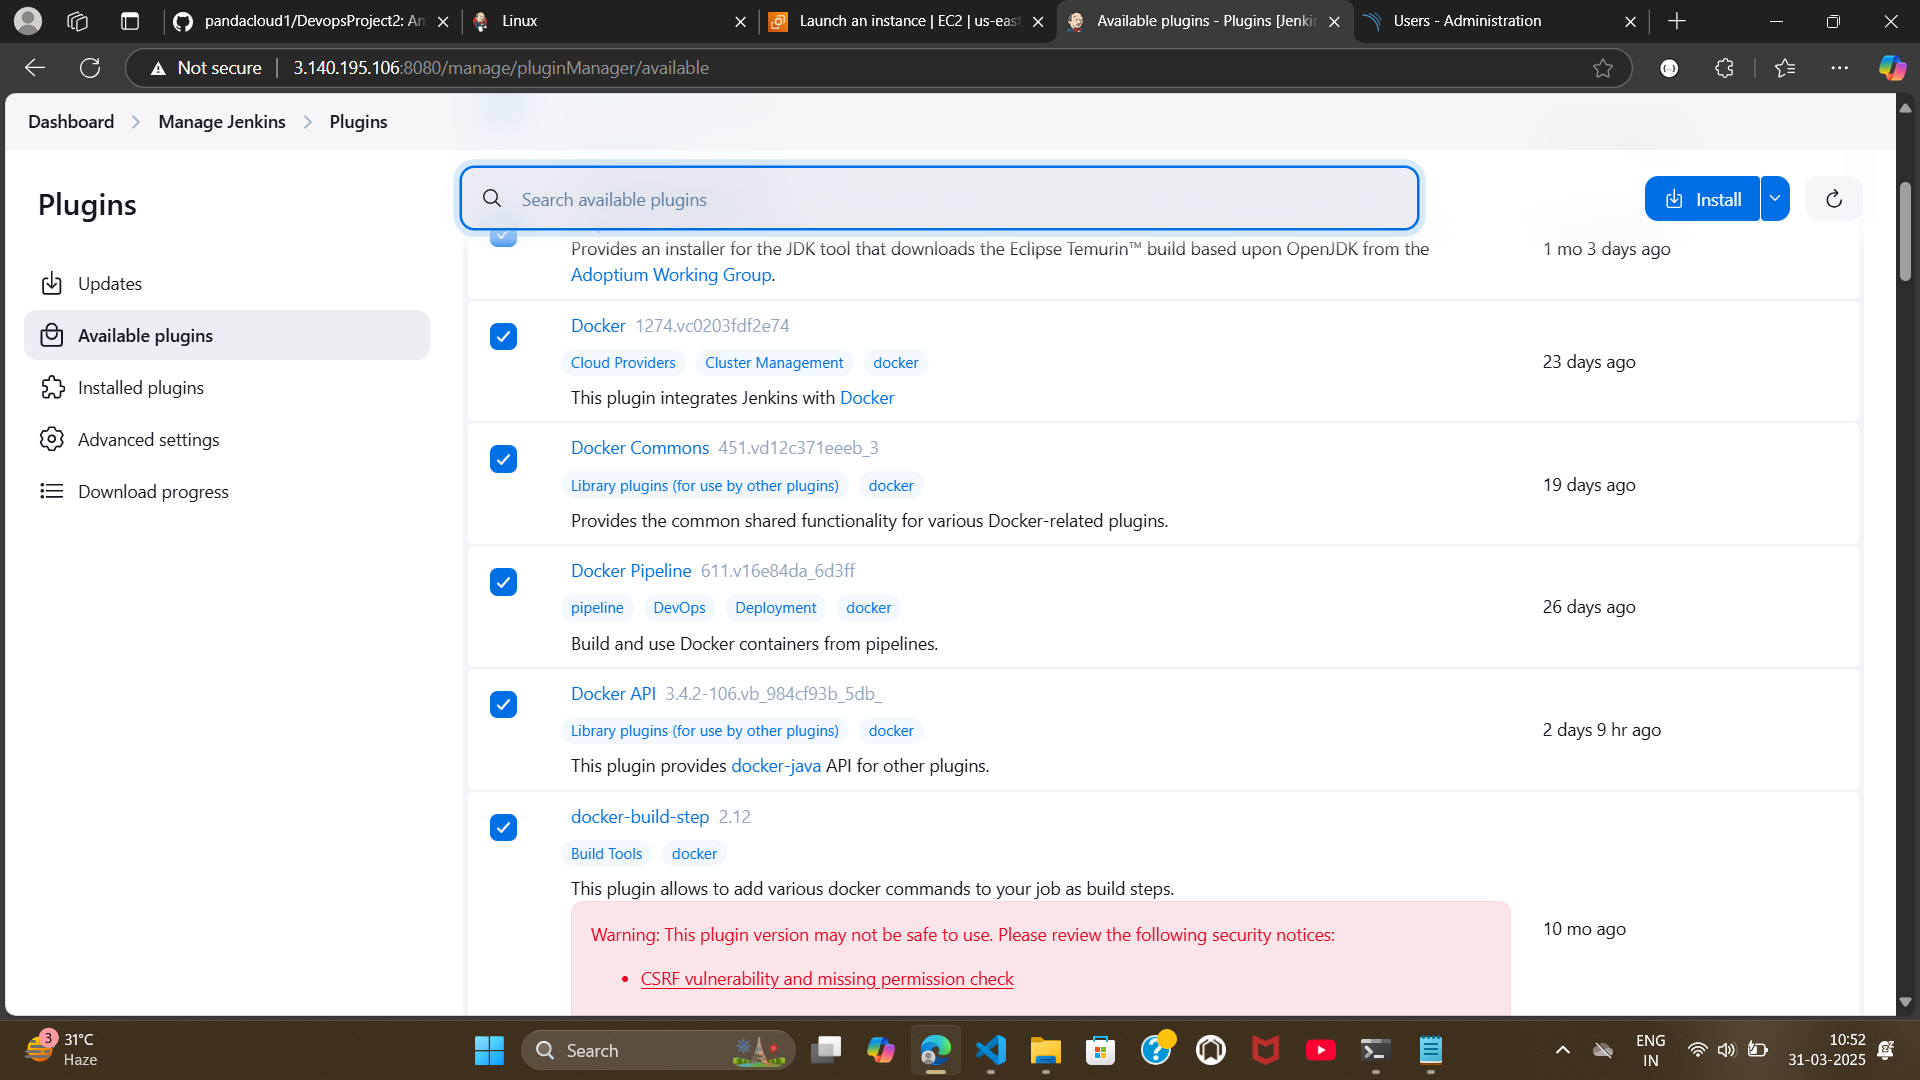 pandacloud1/DevopsProject2: Am
Linux
Launch an instance | EC2 | us-east
Available plugins - Plugins [Jenkin
Users - Administration
Not secure
3.140.195.106:8080/manage/pluginManager/available
Dashboard
Manage Jenkins
Plugins
Plugins
Search available plugins
Install
Updates
Available plugins
Installed plugins
Advanced settings
Download progress
Provides an installer for the JDK tool that downloads the Eclipse Temurin™ build based upon OpenJDK from the
Adoptium Working Group.
1 mo 3 days ago
Docker 1274.vc0203fdf2e74
Cloud Providers Cluster Management docker
This plugin integrates Jenkins with Docker
23 days ago
Docker Commons 451.vd12c371eeeb_3
Library plugins (for use by other plugins) docker
Provides the common shared functionality for various Docker-related plugins.
19 days ago
Docker Pipeline 611.v16e84da_6d3ff
pipeline DevOps Deployment docker
Build and use Docker containers from pipelines.
26 days ago
Docker API 3.4.2-106.vb_984cf93b_5db_
Library plugins (for use by other plugins) docker
This plugin provides docker-java API for other plugins.
2 days 9 hr ago
docker-build-step 2.12
Build Tools docker
This plugin allows to add various docker commands to your job as build steps.
Warning: This plugin version may not be safe to use. Please review the following security notices:
• CSRF vulnerability and missing permission check
10 mo ago
3
31°C
Haze
Search
ENG
IN
10:52
31-03-2025